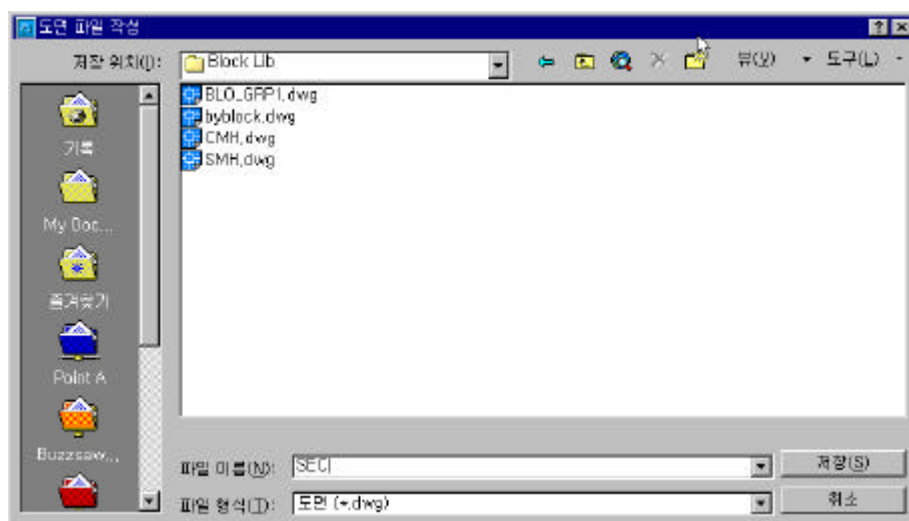 도면 파일 작성
저장 위치(I): Block Lib 뷰(V) 도구(L)
BLO_GRP1.dwg
byblock.dwg
CMH.dwg
SMH.dwg
기록
My Doc...
즐겨찾기
Point A
Buzzsaw...
파일 이름(N): SEC 저장(S)
파일 형식(T): 도면 (*.dwg) 취소